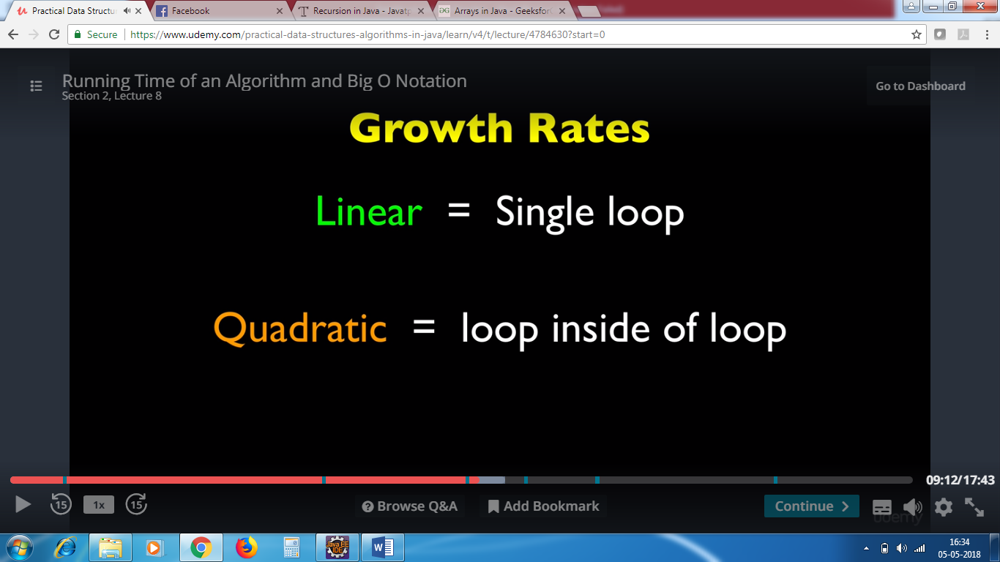 Practical Data Structu
Facebook
Recursion in Java - Javatp
Arrays in Java - Geeksfor
Secure
https://www.udemy.com/practical-data-structures-algorithms-in-java/learn/v4/t/lecture/4784630?start=0
Running Time of an Algorithm and Big O Notation
Section 2, Lecture 8
Go to Dashboard
Growth Rates
Linear = Single loop
Quadratic = loop inside of loop
09:12/17:43
15
1x
15
? Browse Q&A
Add Bookmark
Continue
udemy
Java EE
IDE
W
16:34
05-05-2018